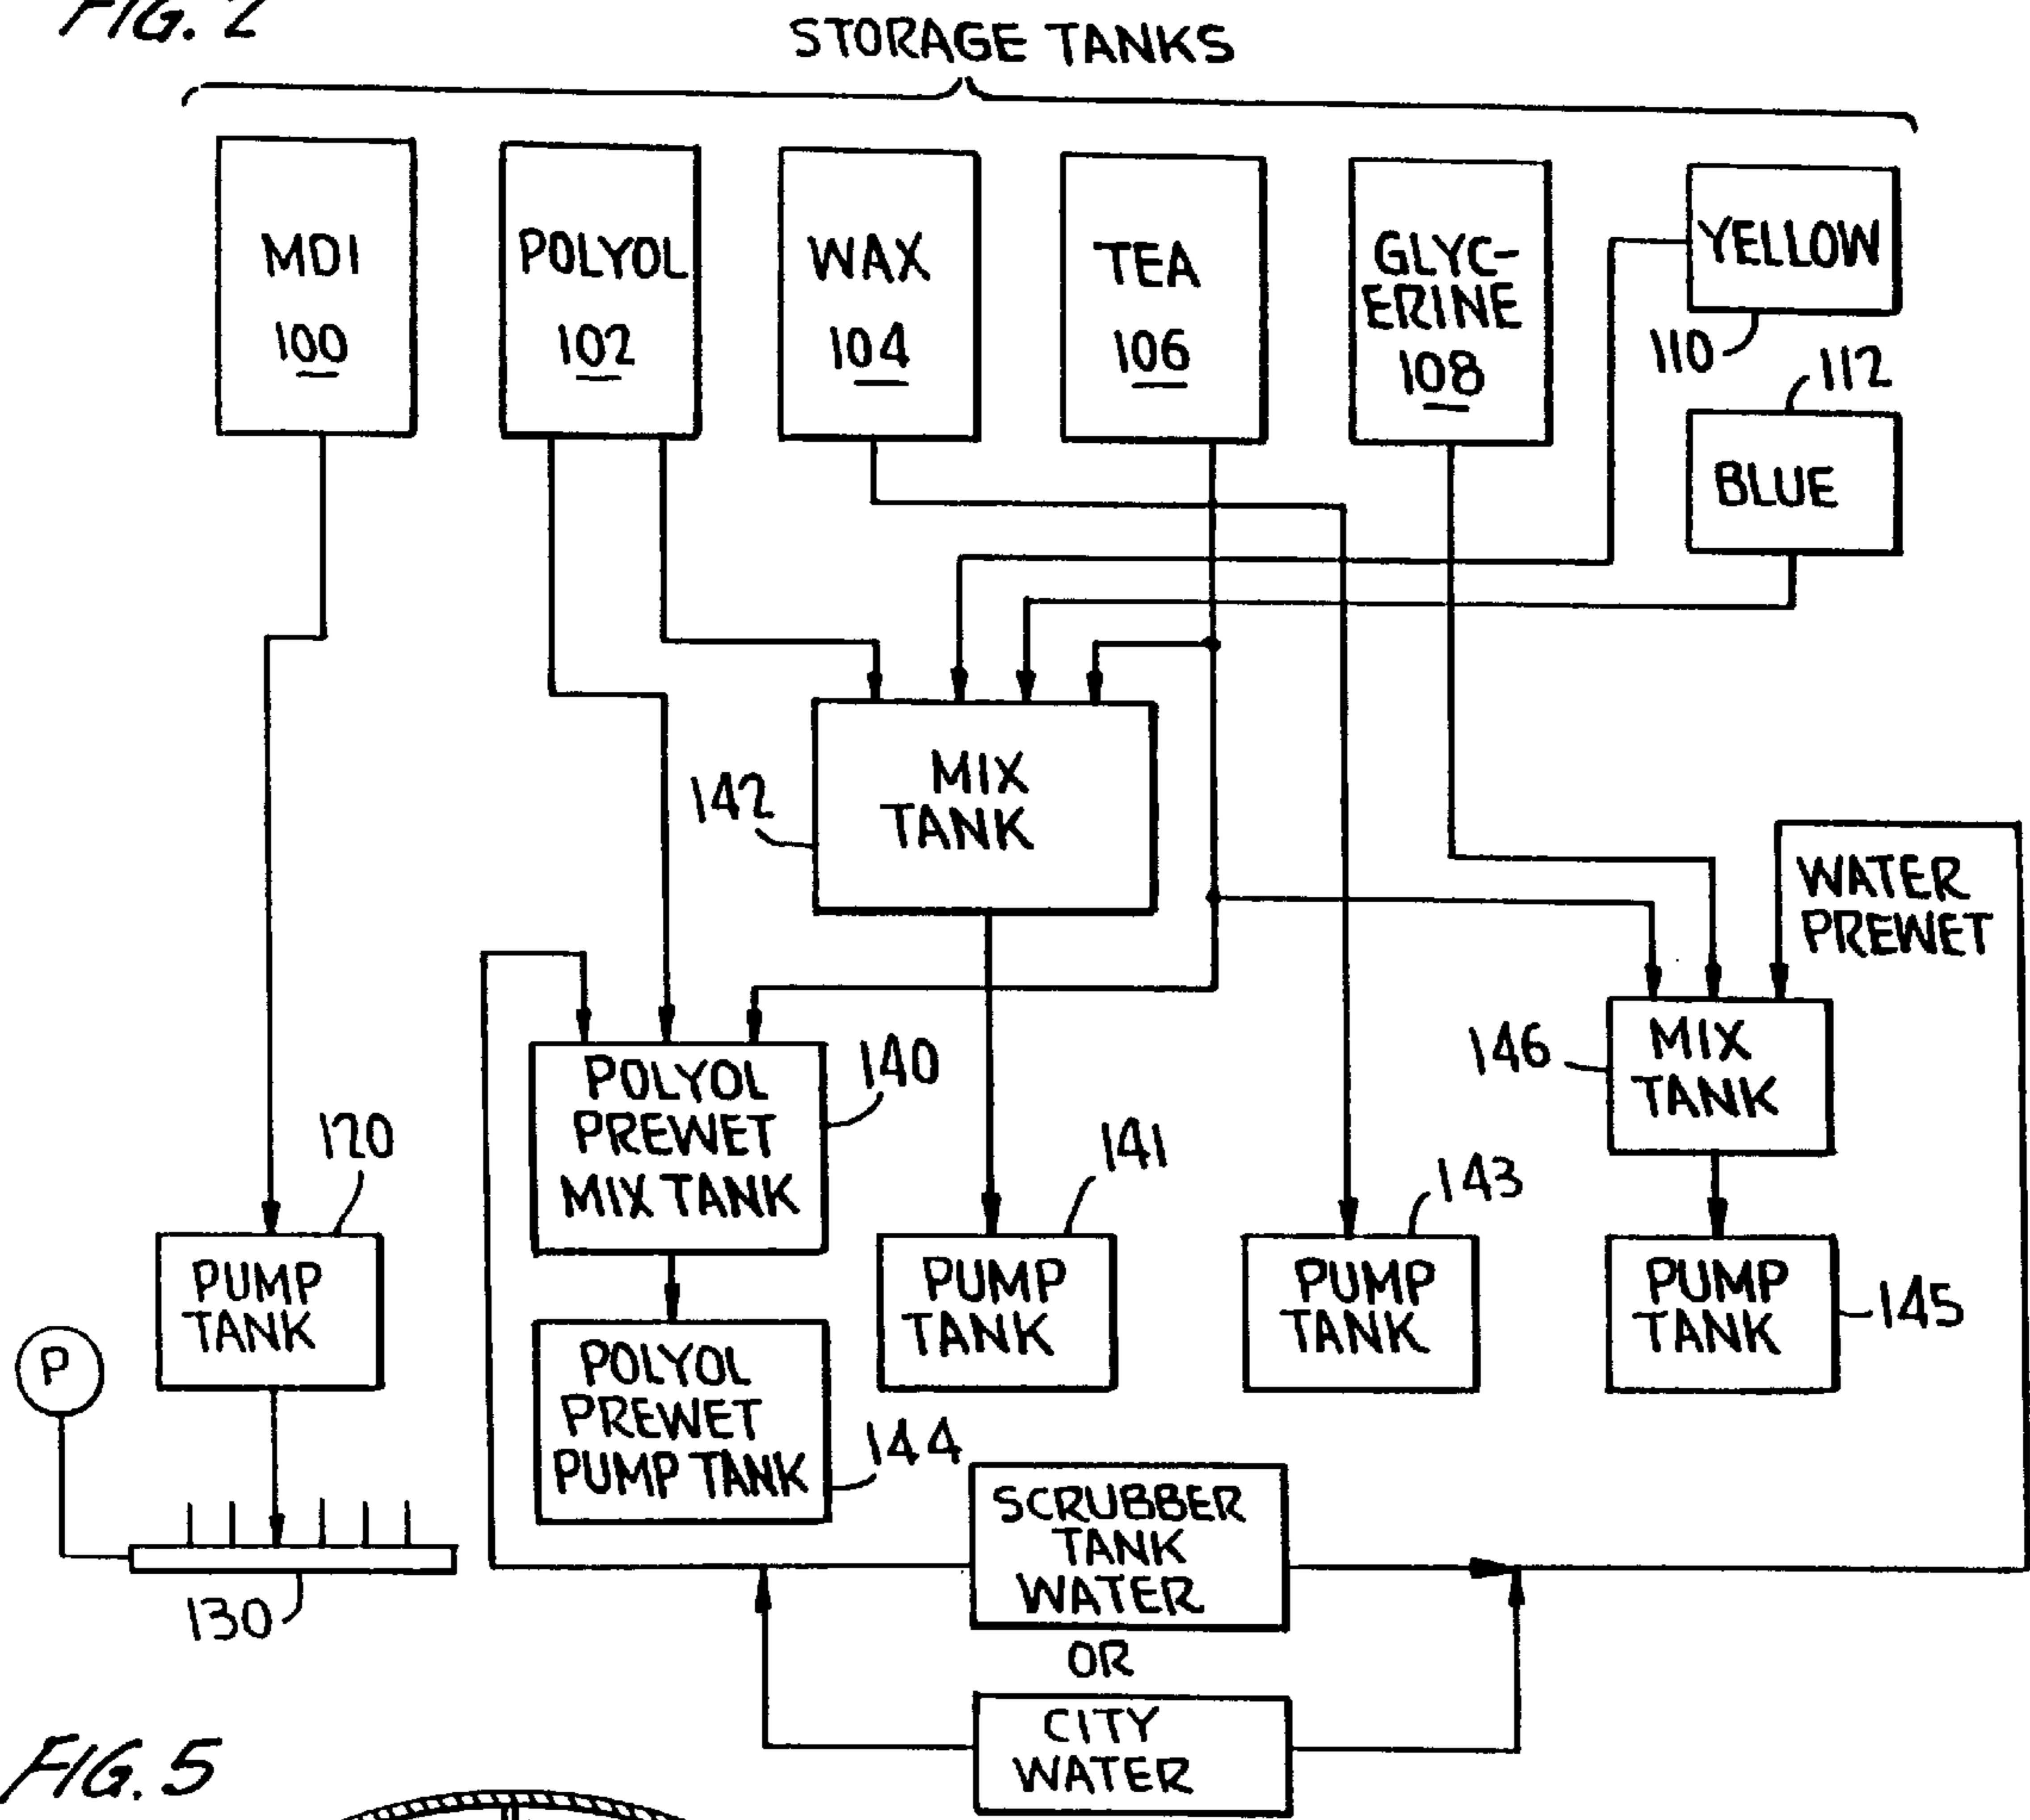 FIG. 2
STORAGE TANKS
MDI
100
POLYOL
102
WAX
104
TEA
106
GLYC-
ERINE
108
YELLOW
110
112
BLUE
142
MIX
TANK
WATER
PREWET
146
MIX
TANK
POLYOL
PREWET
MIX TANK
140
120
PUMP
TANK
141
PUMP
TANK
143
PUMP
TANK
PUMP
TANK
145
P
POLYOL
PREWET
PUMP TANK
144
130
SCRUBBER
TANK
WATER
OR
CITY
WATER
FIG. 5